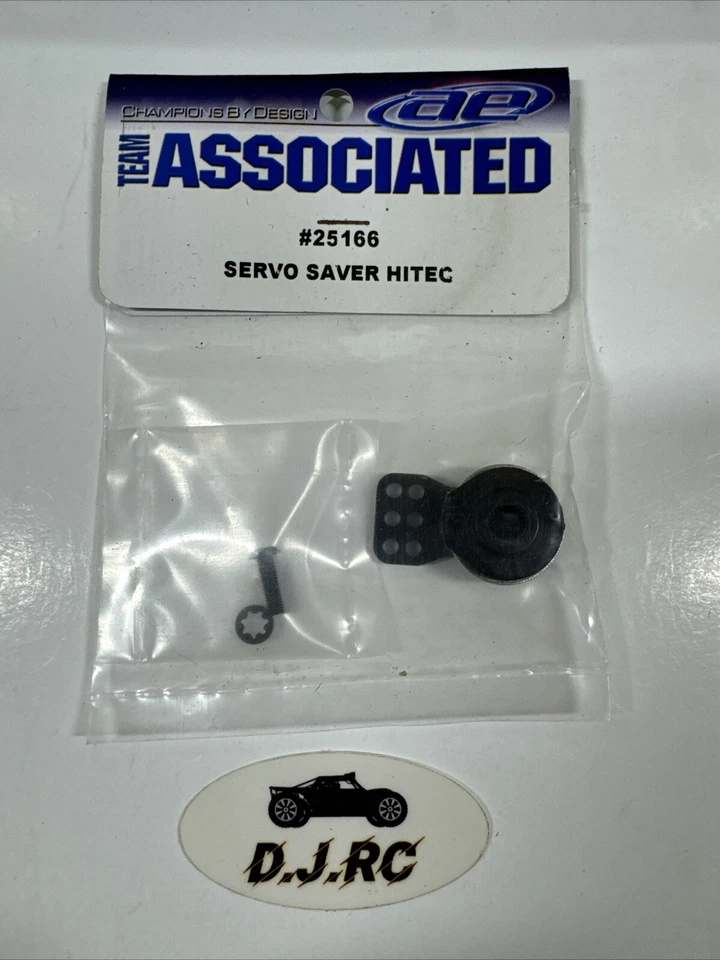 CHAMPIONS BY DESIGN
ae
TEAM
ASSOCIATED
#25166
SERVO SAVER HITEC
D.J.RC